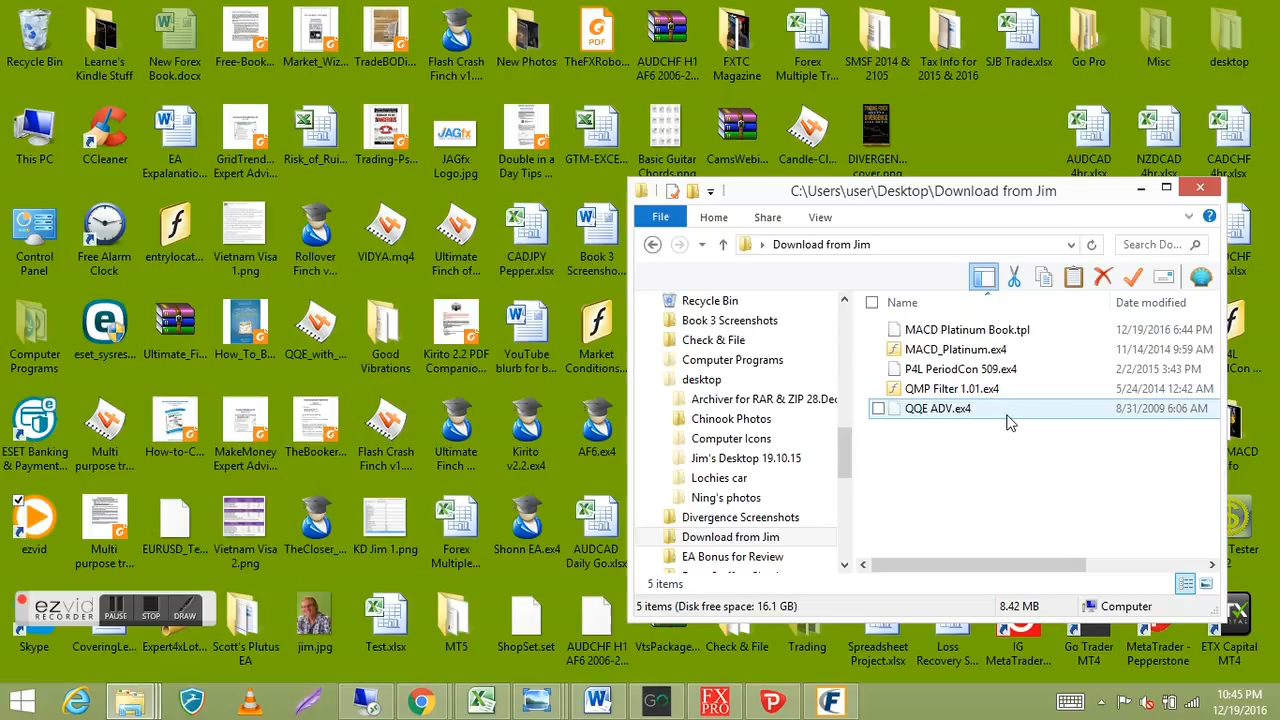 Recycle Bin
Learne's
Kindle Stuff
New Forex
Book.docx
Free-Book...
Market_Wiz...
TradeBODi...
Flash Crash
Finch v1....
New Photos
PDF
TheFXRobo...
AUDCHF H1
AF6 2006-2...
FXTC
Magazine
Forex
Multiple Tr...
SMSF 2014 &
2105
Tax Info for
2015 & 2016
SJB Trade.xlsx
Go Pro
Misc
desktop
This PC
CCleaner
EA
Expalanatio...
GridTrend...
Expert Advi...
Risk_of_Rui...
Trading-Ps...
JAGfx
JAGfx
Logo.jpg
Double in a
Day Tips ...
GTM-EXCE...
Basic Guitar
Chords.png
CamsWebi...
Candle-Cl...
DIVERGEN...
cover.png
AUDCAD
4hr.xlsx
NZDCAD
4hr.xlsx
CADCHF
4hr.xlsx
Control
Panel
Free Alarm
Clock
entrylocat...
Vietnam Visa
1.png
Rollover
Finch v...
VIDYA.mq4
Ultimate
Finch of...
CADJPY
Pepper.xlsx
Book 3
Screensho...
Computer
Programs
eset_sysres...
Ultimate_Fi...
How_To_B...
QQE_with_...
Good
Vibrations
Kirito 2.2 PDF
Companio...
YouTube
blurb for b...
Market
Conditions...
ESET Banking
& Payment...
Multi
purpose tr...
How-to-C...
MakeMoney
Expert Advi...
TheBooker...
Flash Crash
Finch v1....
Ultimate
Finch ...
Kirito
v2.2.ex4
AF6.ex4
ezvid
Multi
purpose tr...
EURUSD_Te...
Vietnam Visa
2.png
TheCloser_...
KD Jim 1.png
Forex
Multiple...
Shonn EA.ex4
AUDCAD
Daily Go.xlsx
ezvid
RECORDER
PAUSE
STOP
DRAW
Skype
CoveringLe...
Expert4xLot...
Scott's Plutus
EA
jim.jpg
Test.xlsx
MT5
ShopSet.set
AUDCHF H1
AF6 2006-2...
VtsPackage...
Check & File
Trading
Spreadsheet
Project.xlsx
Loss
Recovery S...
IG
MetaTrader...
Go Trader
MT4
MetaTrader -
Pepperstone
ETX Capital
MT4
C:\Users\user\Desktop\Download from Jim
File
Home
Share
View
Download from Jim
Search Do...
Recycle Bin
Book 3 Screenshots
Check & File
Computer Programs
desktop
Archiver for RAR & ZIP 28.Dec
Chinook Photos
Computer Icons
Jim's Desktop 19.10.15
Lochies car
Ning's photos
Divergence Screenshots
Download from Jim
EA Bonus for Review
Name
Date modified
MACD Platinum Book.tpl
12/19/2016 6:44 PM
MACD_Platinum.ex4
11/14/2014 9:59 AM
P4L PeriodCon 509.ex4
2/2/2015 3:43 PM
QMP Filter 1.01.ex4
5/24/2014 12:42 AM
QQE Adv.ex4
5 items
5 items (Disk free space: 16.1 GB)
8.42 MB
Computer
MACD
Tester
GO
FX
PRO
10:45 PM
12/19/2016